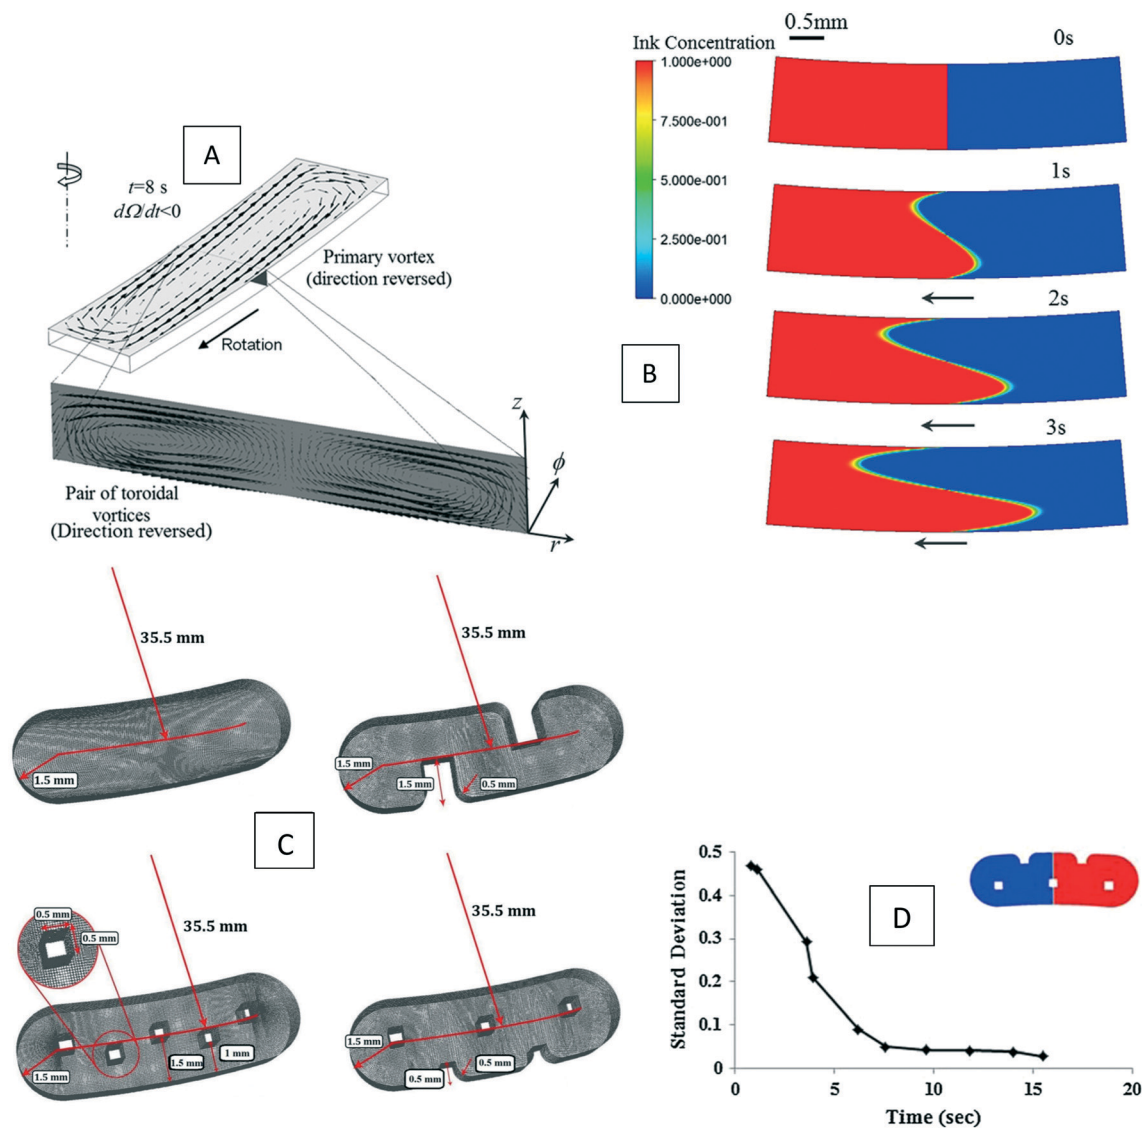 A
t=8 s
dΩ/dt<0
Primary vortex
(direction reversed)
Rotation
z
ϕ
r
Pair of toroidal
vortices
(Direction reversed)
0.5mm
Ink Concentration
0s
1.000e+000
7.500e-001
5.000e-001
2.500e-001
0.000e+000
1s
2s
3s
B
35.5 mm
1.5 mm
35.5 mm
1.5 mm
1.5 mm
0.5 mm
C
35.5 mm
0.5 mm
0.5 mm
1.5 mm
1.5 mm
1 mm
35.5 mm
1.5 mm
0.5 mm
0.5 mm
D
Standard Deviation
0.5
0.4
0.3
0.2
0.1
0
0
5
10
15
20
Time (sec)